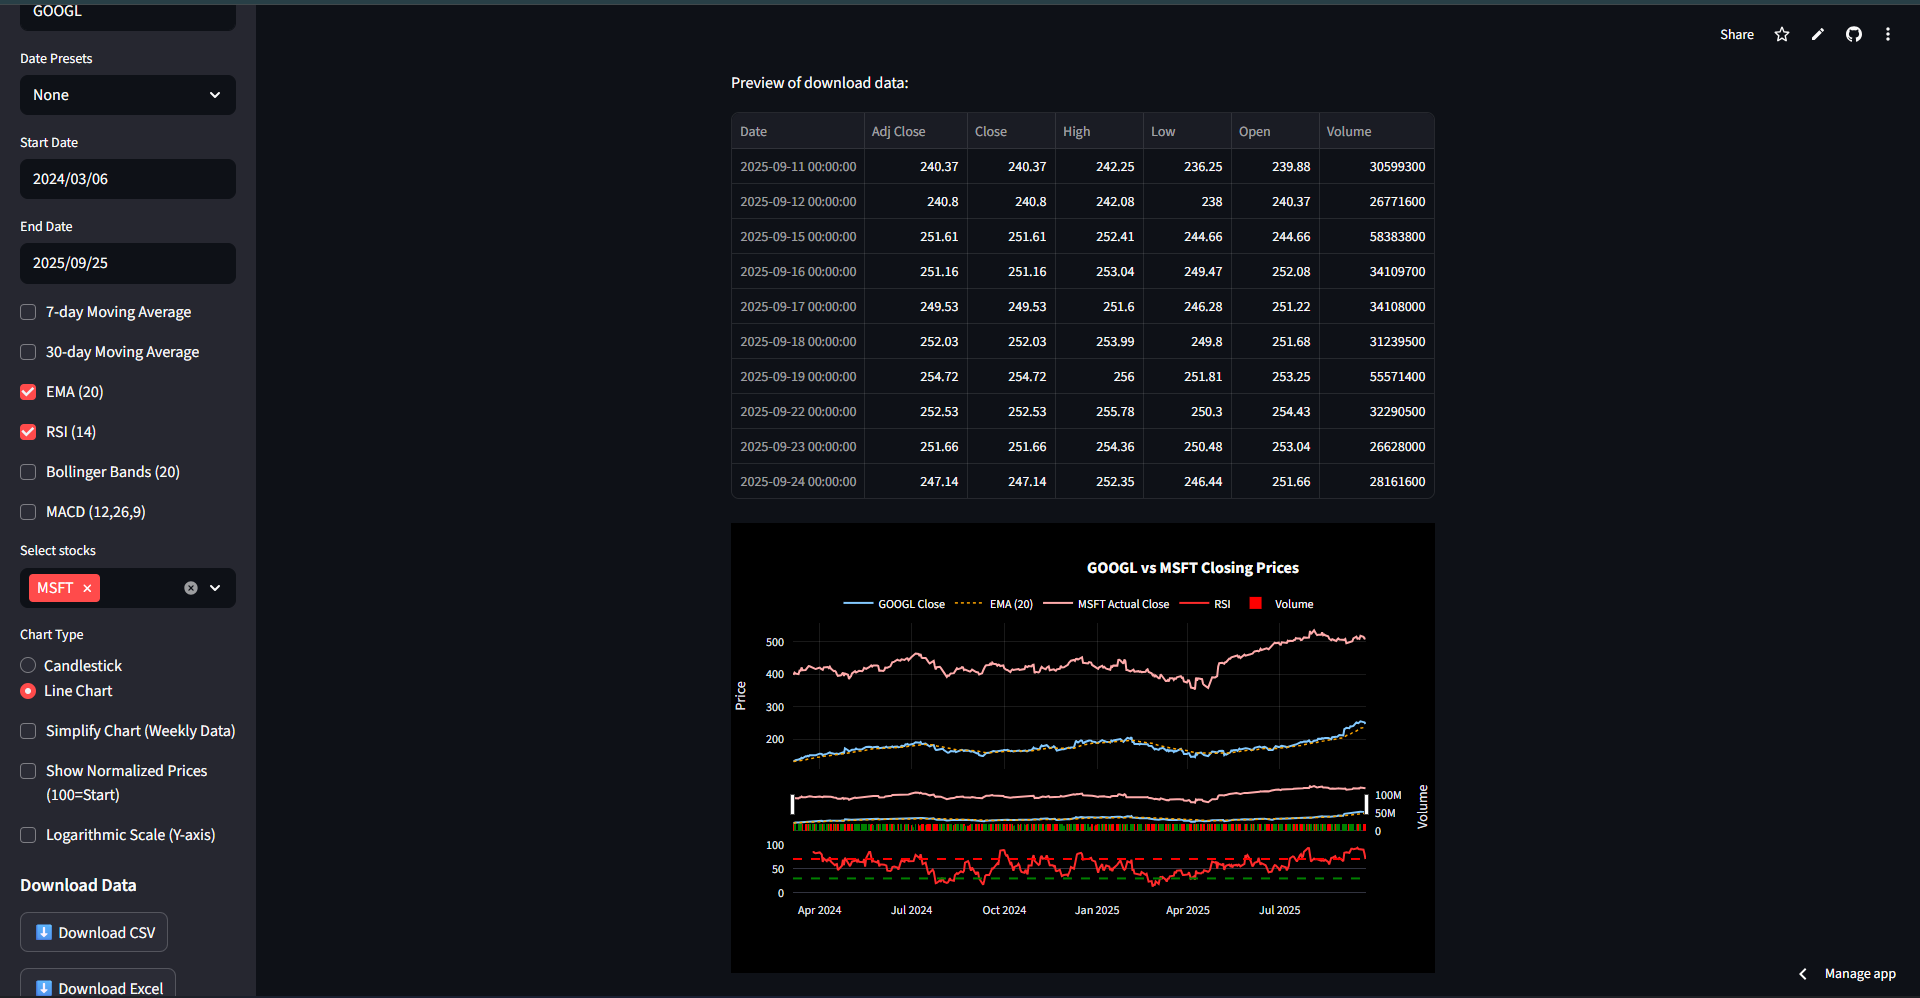 GOOGL
Date Presets
None
Start Date
2024/03/06
End Date
2025/09/25
7-day Moving Average
30-day Moving Average
EMA (20)
RSI (14)
Bollinger Bands (20)
MACD (12,26,9)
Select stocks
MSFT
Chart Type
Candlestick
Line Chart
Simplify Chart (Weekly Data)
Show Normalized Prices
(100=Start)
Logarithmic Scale (Y-axis)
Download Data
Download CSV
Download Excel
Share
Preview of download data:
Date Adj Close Close High Low Open Volume
2025-09-11 00:00:00 240.37 240.37 242.25 236.25 239.88 30599300
2025-09-12 00:00:00 240.8 240.8 242.08 238 240.37 26771600
2025-09-15 00:00:00 251.61 251.61 252.41 244.66 244.66 58383800
2025-09-16 00:00:00 251.16 251.16 253.04 249.47 252.08 34109700
2025-09-17 00:00:00 249.53 249.53 251.6 246.28 251.22 34108000
2025-09-18 00:00:00 252.03 252.03 253.99 249.8 251.68 31239500
2025-09-19 00:00:00 254.72 254.72 256 251.81 253.25 55571400
2025-09-22 00:00:00 252.53 252.53 255.78 250.3 254.43 32290500
2025-09-23 00:00:00 251.66 251.66 254.36 250.48 253.04 26628000
2025-09-24 00:00:00 247.14 247.14 252.35 246.44 251.66 28161600
GOOGL vs MSFT Closing Prices
GOOGL Close EMA (20) MSFT Actual Close RSI Volume
500
400
300
200
Price
100M
50M
0
Volume
100
50
0
Apr 2024 Jul 2024 Oct 2024 Jan 2025 Apr 2025 Jul 2025
Manage app